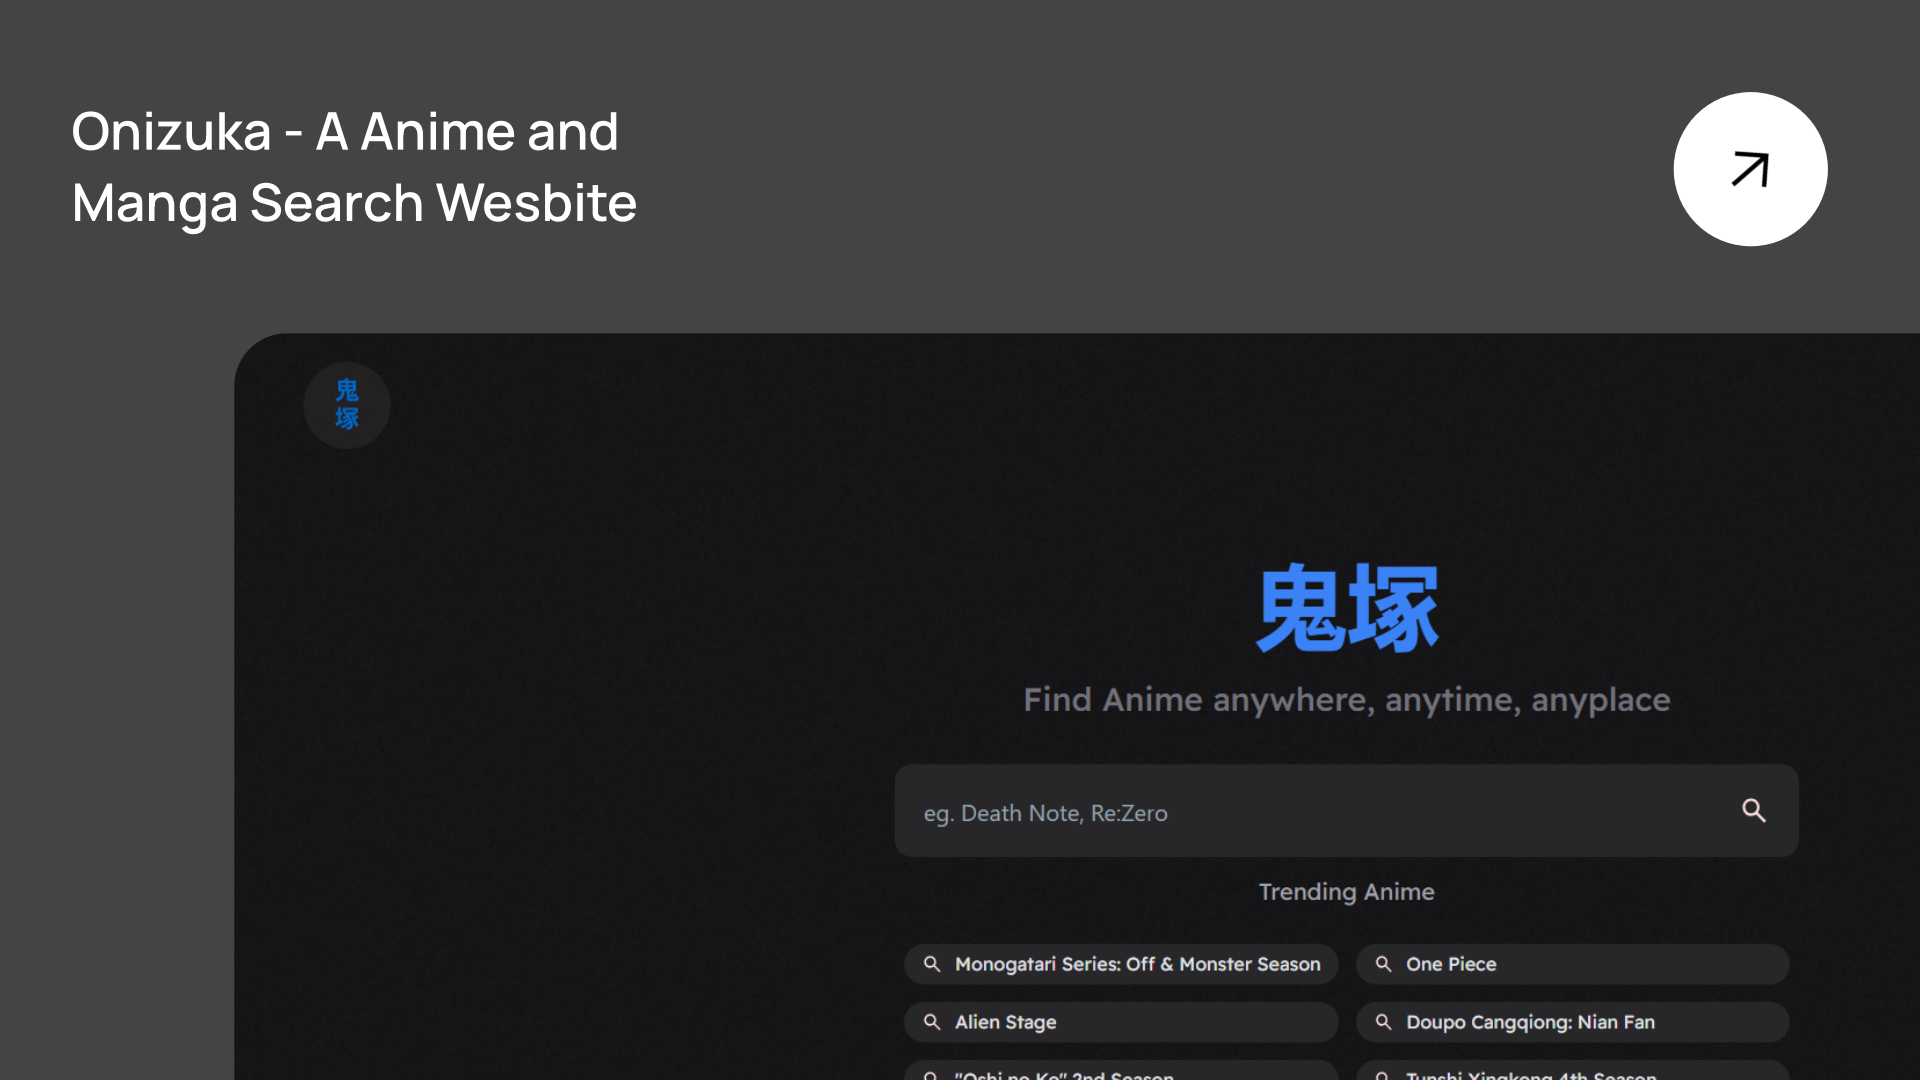 Onizuka - A Anime and
Manga Search Wesbite
鬼
塚
鬼塚
Find Anime anywhere, anytime, anyplace
eg. Death Note, Re:Zero
Trending Anime
Monogatari Series: Off & Monster Season
One Piece
Alien Stage
Doupo Cangqiong: Nian Fan
"Oshi no Ko" 2nd Season
Tunshi Xingkong 4th Season